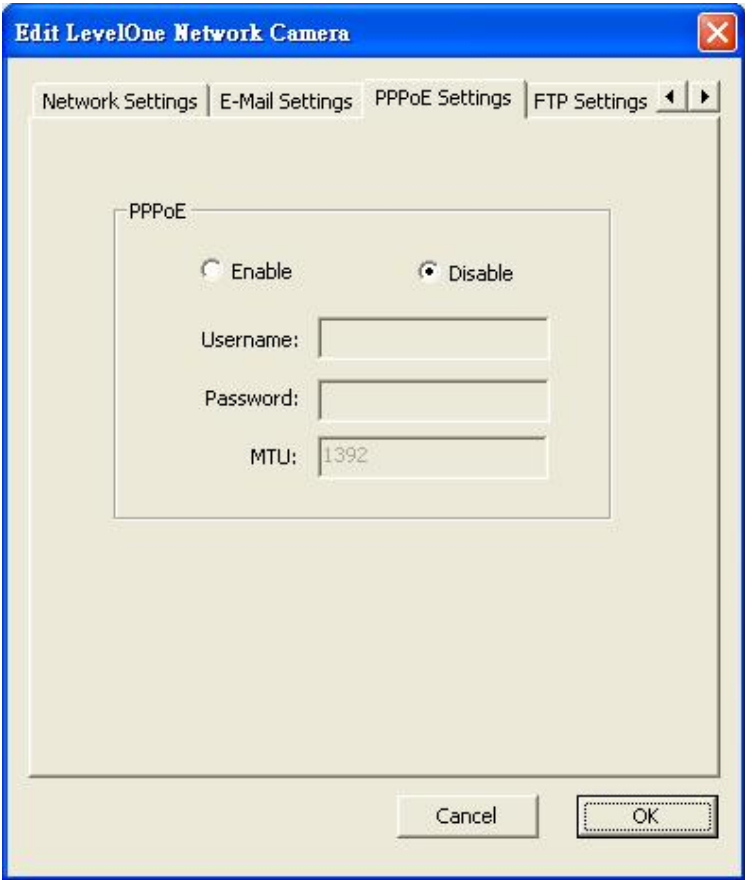 Edit LevelOne Network Camera
Network Settings E-Mail Settings PPPoE Settings FTP Settings
PPPoE
Enable Disable
Username:
Password:
MTU: 1392
Cancel OK